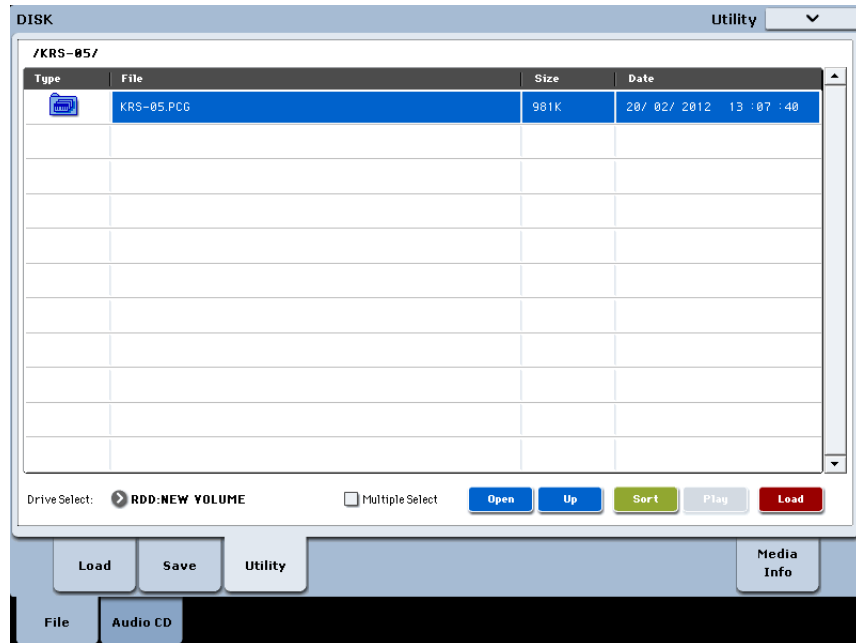 DISK Utility
/KRS-05/
Type File Size Date
KRS-05.PCG 981K 20/ 02/ 2012 13 :07 :40
Drive Select: RDD:NEW VOLUME Multiple Select Open Up Sort Play Load
Load Save Utility Media Info
File Audio CD